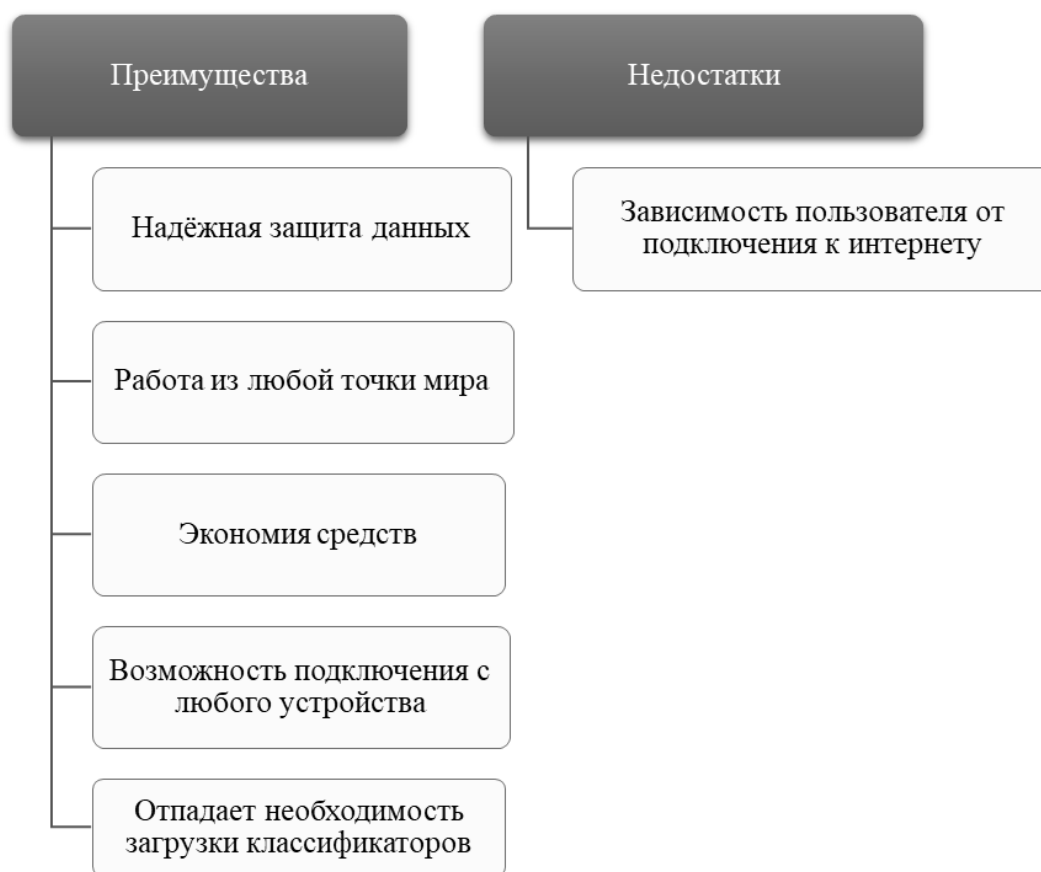 Преимущества
Надёжная защита данных
Работа из любой точки мира
Экономия средств
Возможность подключения с
любого устройства
Отпадает необходимость
загрузки классификаторов
Недостатки
Зависимость пользователя от
подключения к интернету